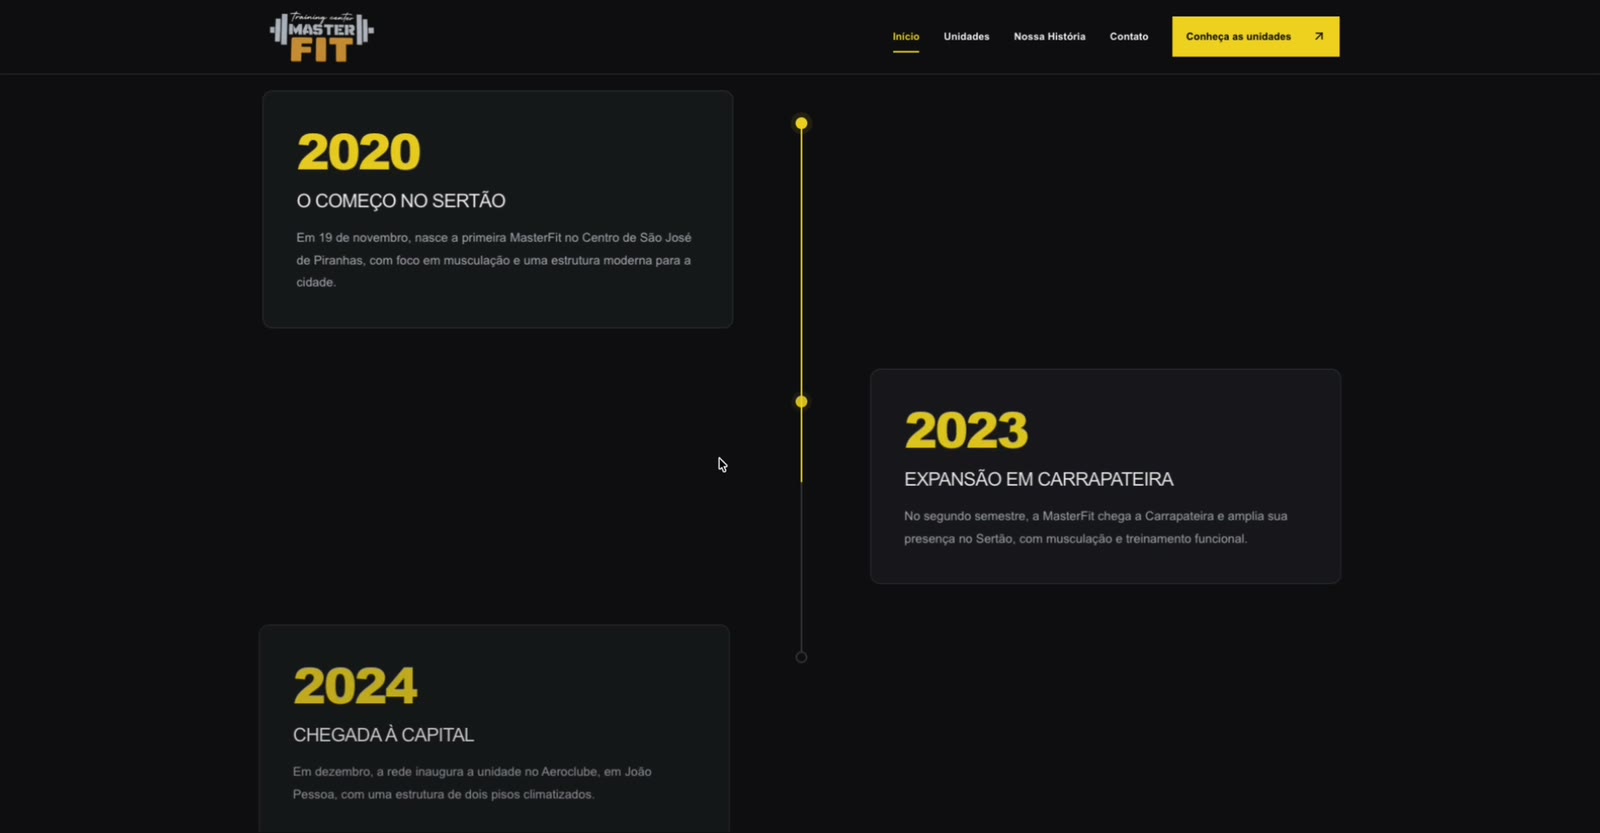 Training center
MASTER
FIT
Início
Unidades
Nossa História
Contato
Conheça as unidades
2020
O COMEÇO NO SERTÃO
Em 19 de novembro, nasce a primeira MasterFit no Centro de São José
de Piranhas, com foco em musculação e uma estrutura moderna para a
cidade.
2023
EXPANSÃO EM CARRAPATEIRA
No segundo semestre, a MasterFit chega a Carrapateira e amplia sua
presença no Sertão, com musculação e treinamento funcional.
2024
CHEGADA À CAPITAL
Em dezembro, a rede inaugura a unidade no Aeroclube, em João
Pessoa, com uma estrutura de dois pisos climatizados.